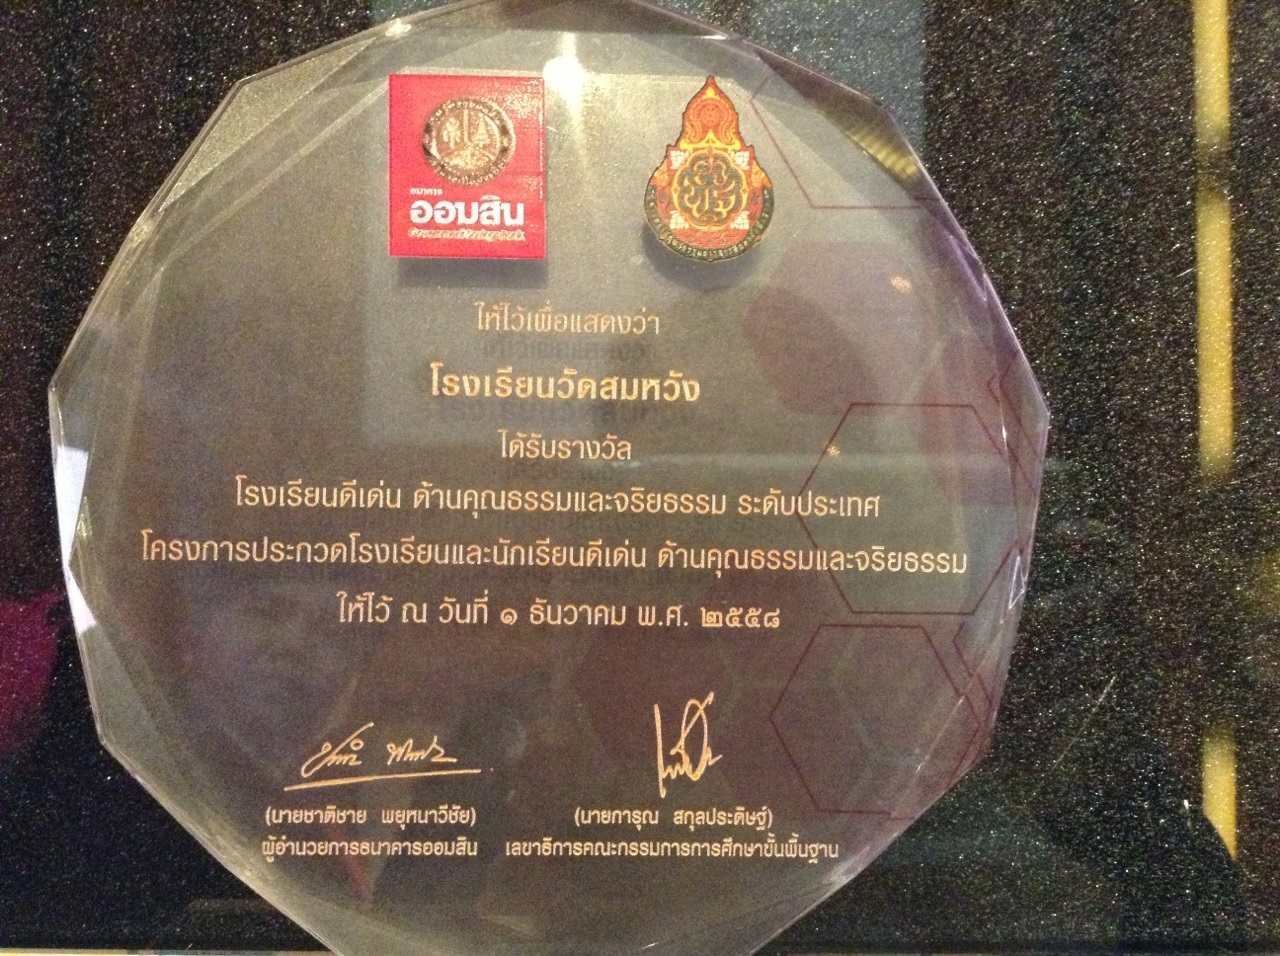 ธนาคาร
ออมสิน
ให้ไว้เพื่อแสดงว่า
โรงเรียนวัดสมหวัง
ได้รับรางวัล
โรงเรียนดีเด่น ด้านคุณธรรมและจริยธรรม ระดับประเทศ
โครงการประกวดโรงเรียนและนักเรียนดีเด่น ด้านคุณธรรมและจริยธรรม
ให้ไว้ ณ วันที่ ๑ ธันวาคม พ.ศ. ๒๕๕๘
(นายชาติชาย พยุหนาวีชัย) (นายการุณ สกุลประดิษฐ์)
ผู้อำนวยการธนาคารออมสิน เลขาธิการคณะกรรมการการศึกษาขั้นพื้นฐาน